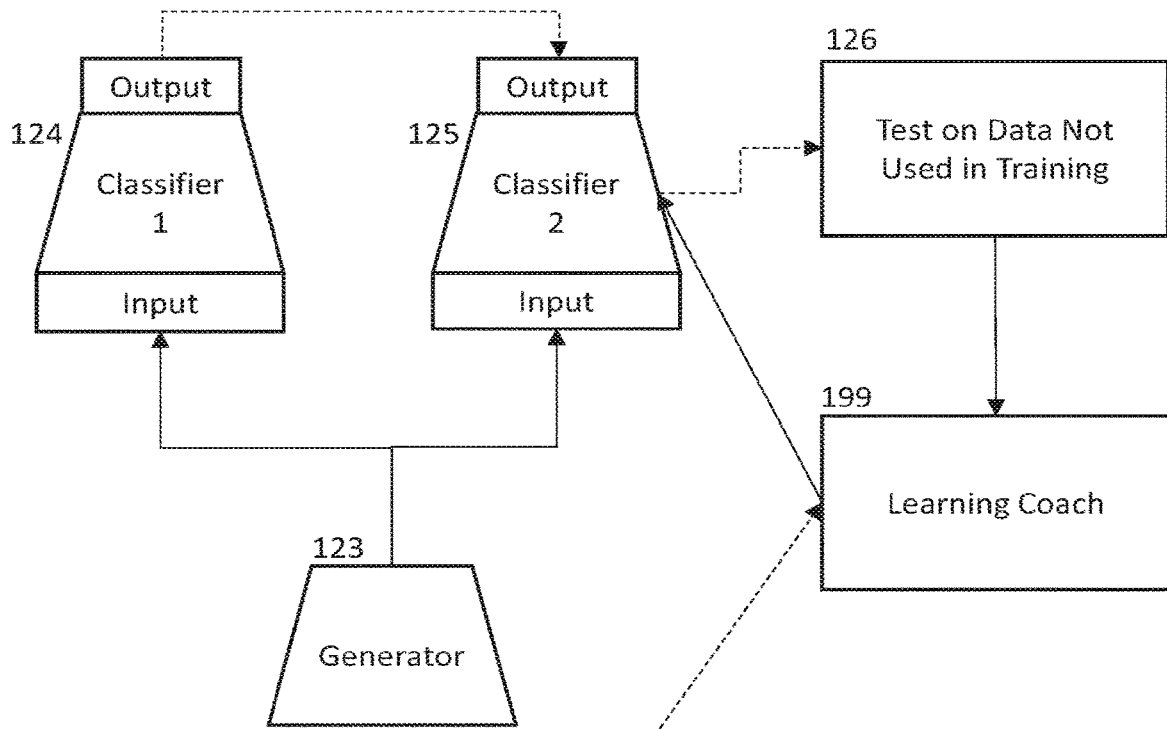 124
Output
Classifier
1
Input
125
Output
Classifier
2
Input
126
Test on Data Not
Used in Training
199
Learning Coach
123
Generator